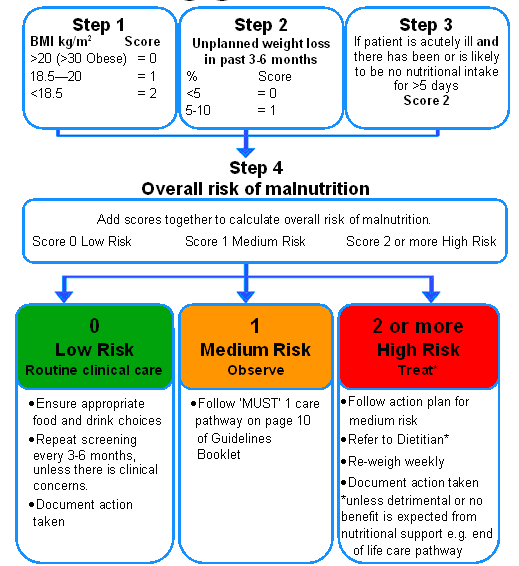 Step 1
BMI kg/m² Score
>20 (>30 Obese) = 0
18.5—20 = 1
<18.5 = 2
Step 2
Unplanned weight loss
in past 3-6 months
% Score
<5 = 0
5-10 = 1
Step 3
If patient is acutely ill and
there has been or is likely
to be no nutritional intake
for >5 days
Score 2
Step 4
Overall risk of malnutrition
Add scores together to calculate overall risk of malnutrition.
Score 0 Low Risk Score 1 Medium Risk Score 2 or more High Risk
0
Low Risk
Routine clinical care
•Ensure appropriate
food and drink choices
•Repeat screening
every 3-6 months,
unless there is clinical
concerns.
•Document action
taken
1
Medium Risk
Observe
•Follow 'MUST' 1 care
pathway on page 10
of Guidelines
Booklet
2 or more
High Risk
Treat*
•Follow action plan for
medium risk
•Refer to Dietitian*
•Re-weigh weekly
•Document action taken
*unless detrimental or no
benefit is expected from
nutritional support e.g. end
of life care pathway